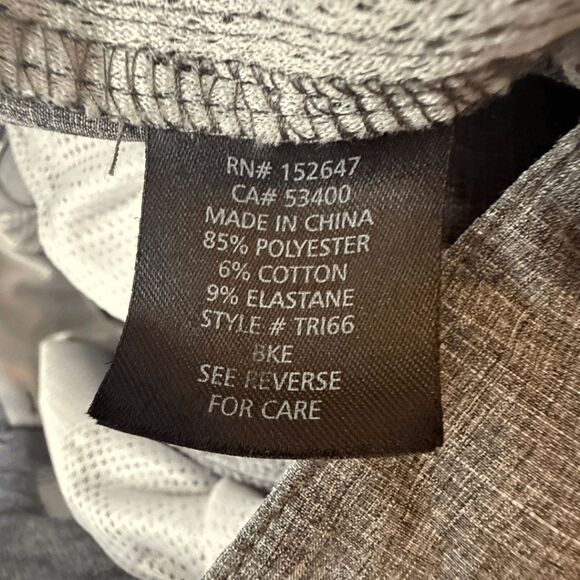 RN# 152647
CA# 53400
MADE IN CHINA
85% POLYESTER
6% COTTON
9% ELASTANE
STYLE # TRI66
BKE
SEE REVERSE
FOR CARE